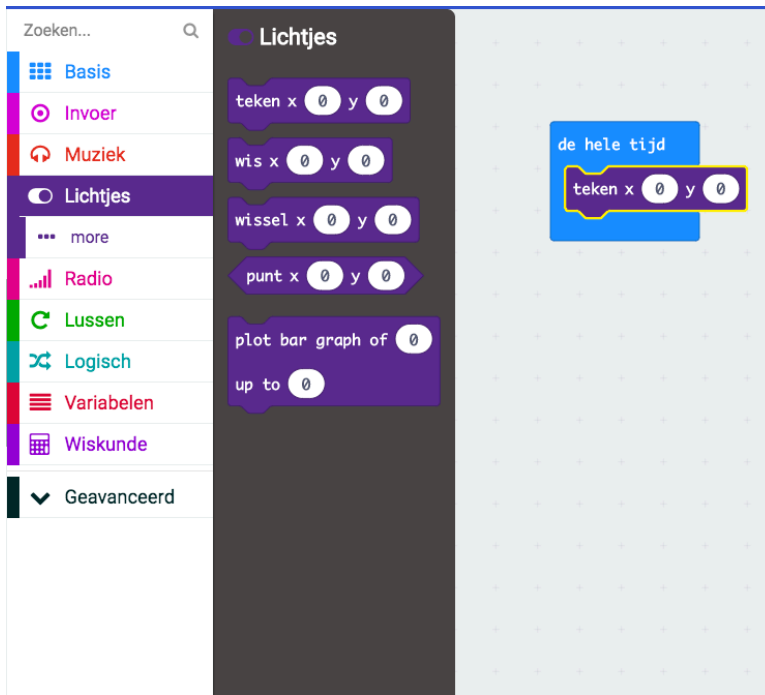 Zoeken...
Basis
Invoer
Muziek
Lichtjes
more
Radio
Lussen
Logisch
Variabelen
Wiskunde
Geavanceerd
Lichtjes
teken x 0 y 0
wis x 0 y 0
wissel x 0 y 0
punt x 0 y 0
plot bar graph of 0
up to 0
de hele tijd
teken x 0 y 0